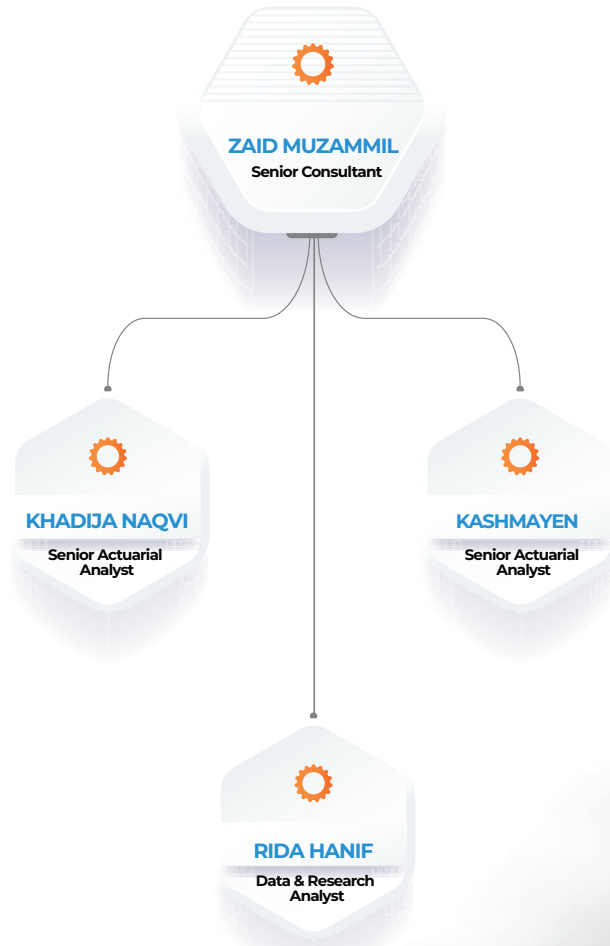 ZAID MUZAMMIL
Senior Consultant
KHADIJA NAQVI
Senior Actuarial
Analyst
KASHMAYEN
Senior Actuarial
Analyst
RIDA HANIF
Data & Research
Analyst